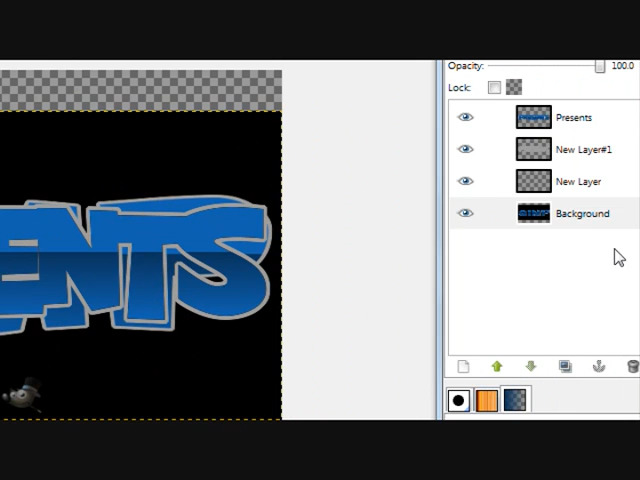 Opacity: 100.0
Lock:
Presents
New Layer#1
New Layer
Background
ENTS